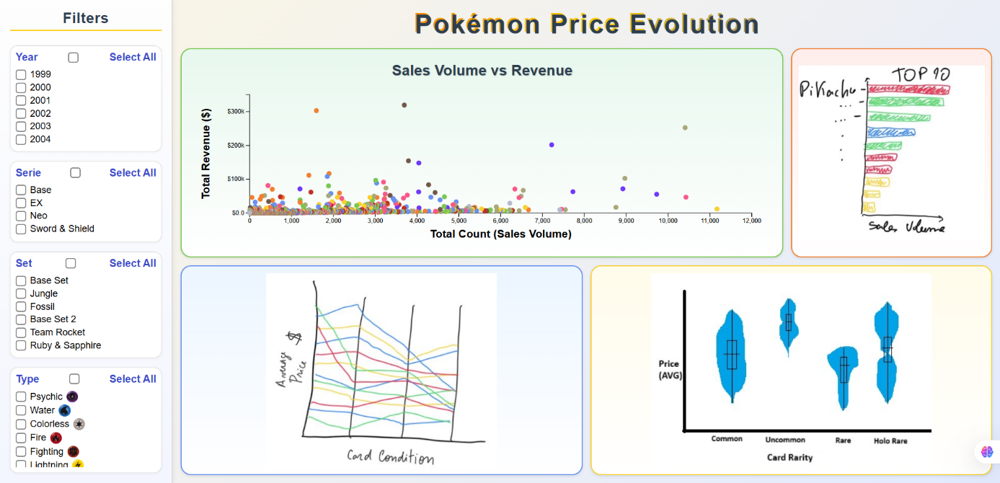 Filters
Year Select All
1999
2000
2001
2002
2003
2004
Serie Select All
Base
EX
Neo
Sword & Shield
Set Select All
Base Set
Jungle
Fossil
Base Set 2
Team Rocket
Ruby & Sapphire
Type Select All
Psychic
Water
Colorless
Fire
Fighting
Lightning
Pokémon Price Evolution
Sales Volume vs Revenue
Total Revenue ($)
$300k
$200k
$100k
$0.0
0 1,000 2,000 3,000 4,000 5,000 6,000 7,000 8,000 9,000 10,000 11,000 12,000
Total Count (Sales Volume)
TOP 10
Pikachu
...
...
Sales Volume
$
Average
Price
Card Condition
Price
(AVG)
Common Uncommon Rare Holo Rare
Card Rarity